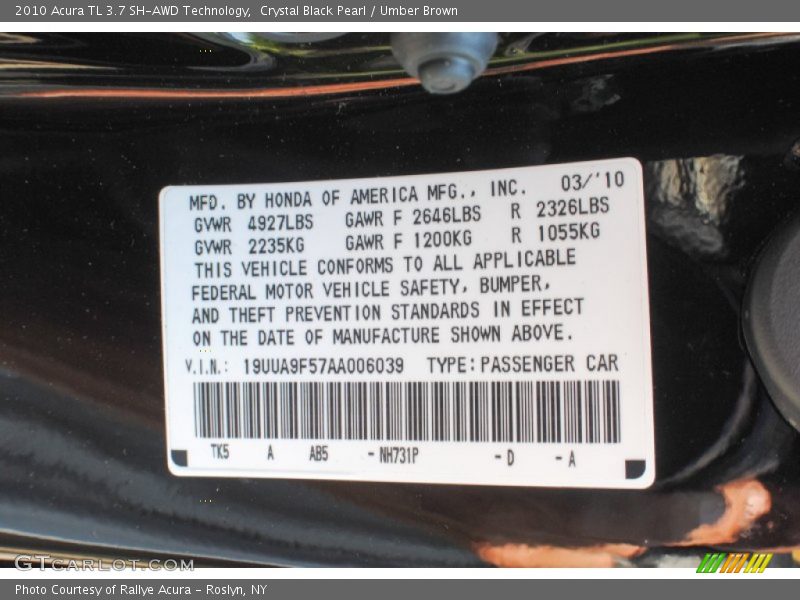 2010 Acura TL 3.7 SH-AWD Technology,  Crystal Black Pearl / Umber Brown
MFD. BY HONDA OF AMERICA MFG., INC. 03/'10
GVWR 4927LBS GAWR F 2646LBS R 2326LBS
GVWR 2235KG GAWR F 1200KG R 1055KG
THIS VEHICLE CONFORMS TO ALL APPLICABLE
FEDERAL MOTOR VEHICLE SAFETY, BUMPER,
AND THEFT PREVENTION STANDARDS IN EFFECT
ON THE DATE OF MANUFACTURE SHOWN ABOVE.
V.I.N.: 19UUA9F57AA006039 TYPE: PASSENGER CAR
TK5 A AB5 -NH731P -D -A
GTCARLOT.COM
Photo Courtesy of Rallye Acura - Roslyn, NY